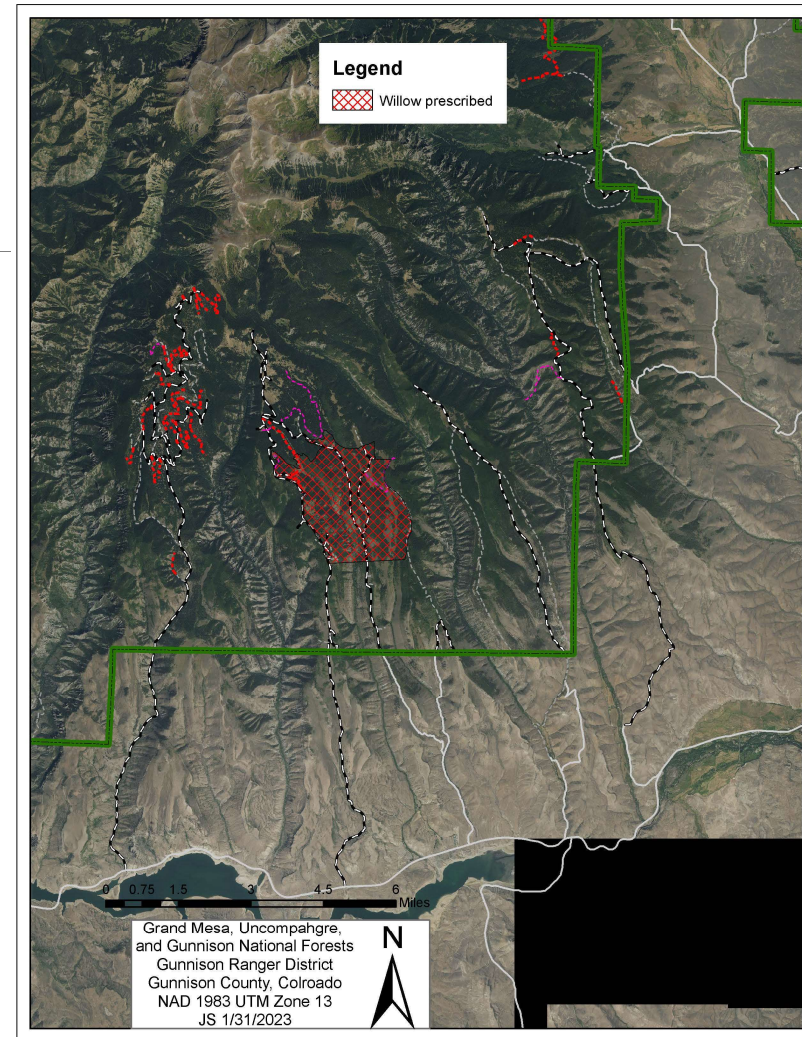 Legend
Willow prescribed
0 0.75 1.5 3 4.5 6
Miles
Grand Mesa, Uncompahgre,
and Gunnison National Forests
Gunnison Ranger District
Gunnison County, Colroado
NAD 1983 UTM Zone 13
JS 1/31/2023
N